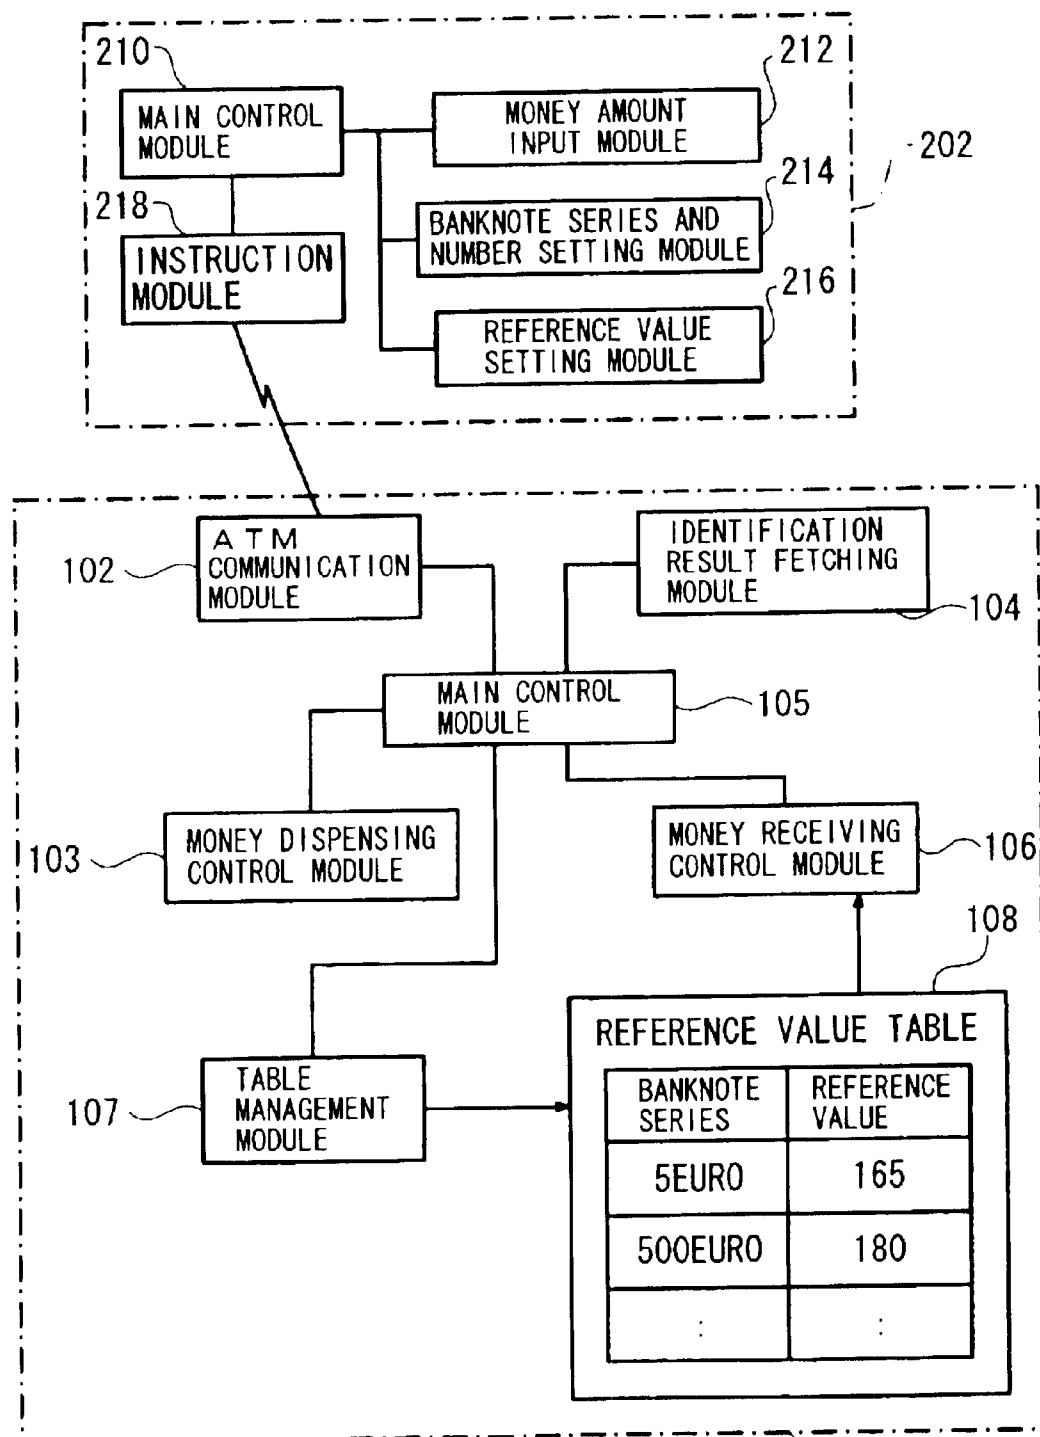 210
MAIN CONTROL
MODULE
212
MONEY AMOUNT
INPUT MODULE
202
214
BANKNOTE SERIES AND
NUMBER SETTING MODULE
218
INSTRUCTION
MODULE
216
REFERENCE VALUE
SETTING MODULE
102
ATM
COMMUNICATION
MODULE
IDENTIFICATION
RESULT FETCHING
MODULE
104
MAIN CONTROL
MODULE
105
103
MONEY DISPENSING
CONTROL MODULE
MONEY RECEIVING
CONTROL MODULE
106
108
107
TABLE
MANAGEMENT
MODULE
REFERENCE VALUE TABLE
BANKNOTE
SERIES
REFERENCE
VALUE
5EURO
165
500EURO
180
:
: